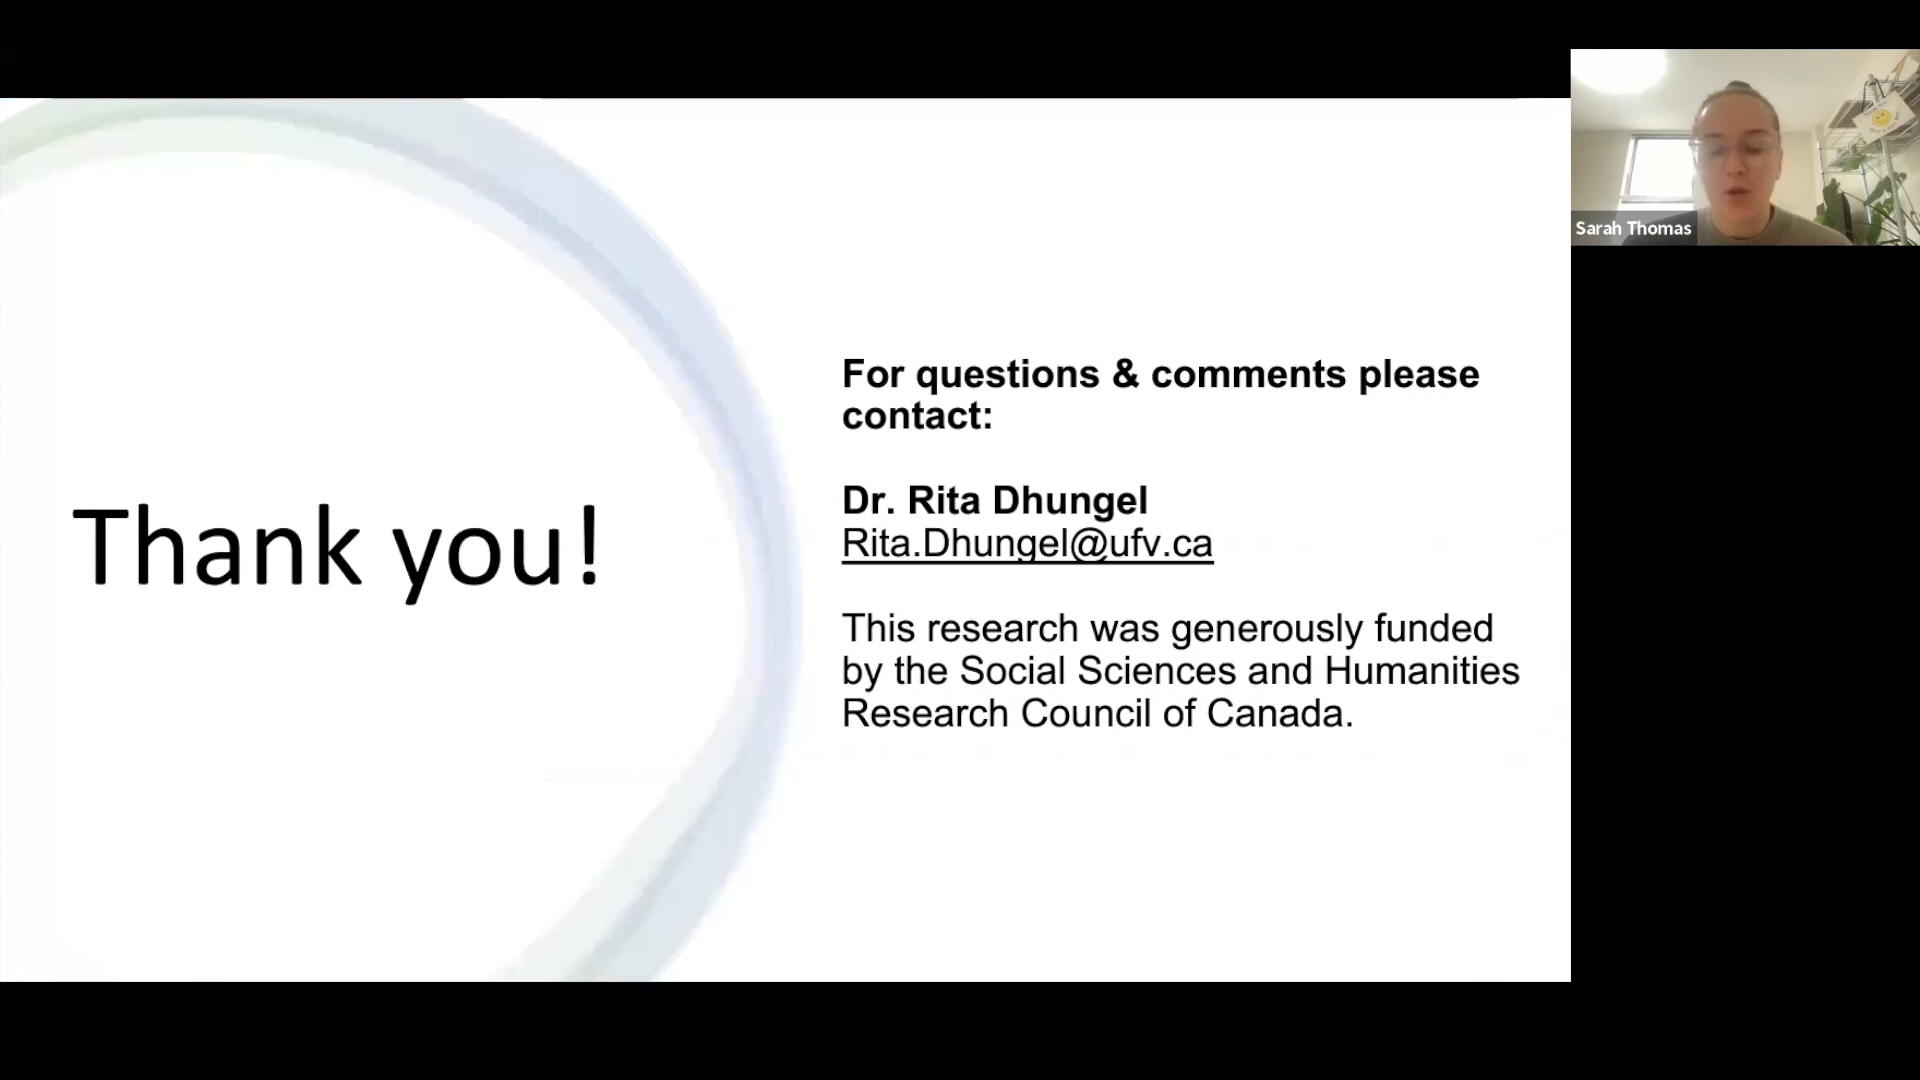 Thank you!
For questions & comments please
contact:
Dr. Rita Dhungel
Rita.Dhungel@ufv.ca
This research was generously funded
by the Social Sciences and Humanities
Research Council of Canada.
Sarah Thomas